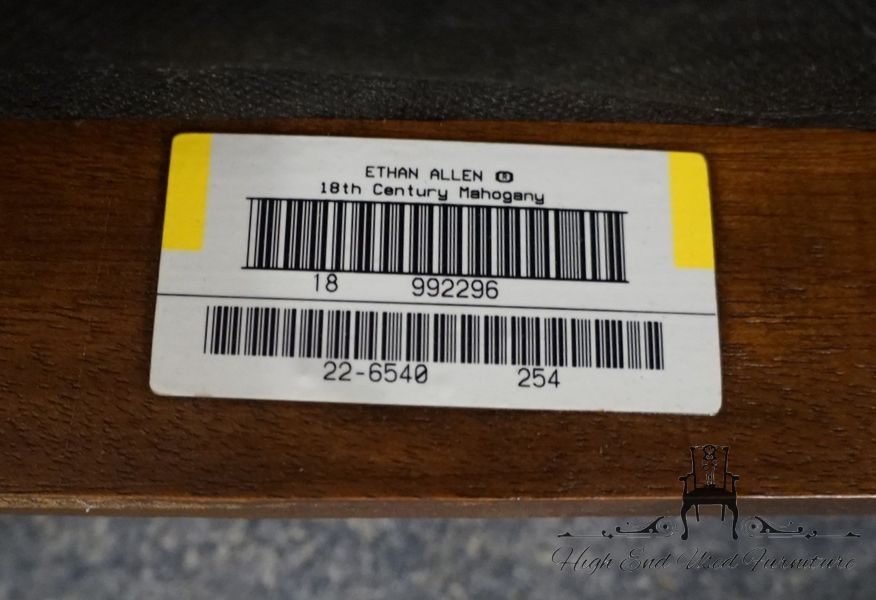 ETHAN ALLEN
18th Century Mahogany
18 992296
22-6540 254
High End Used Furniture